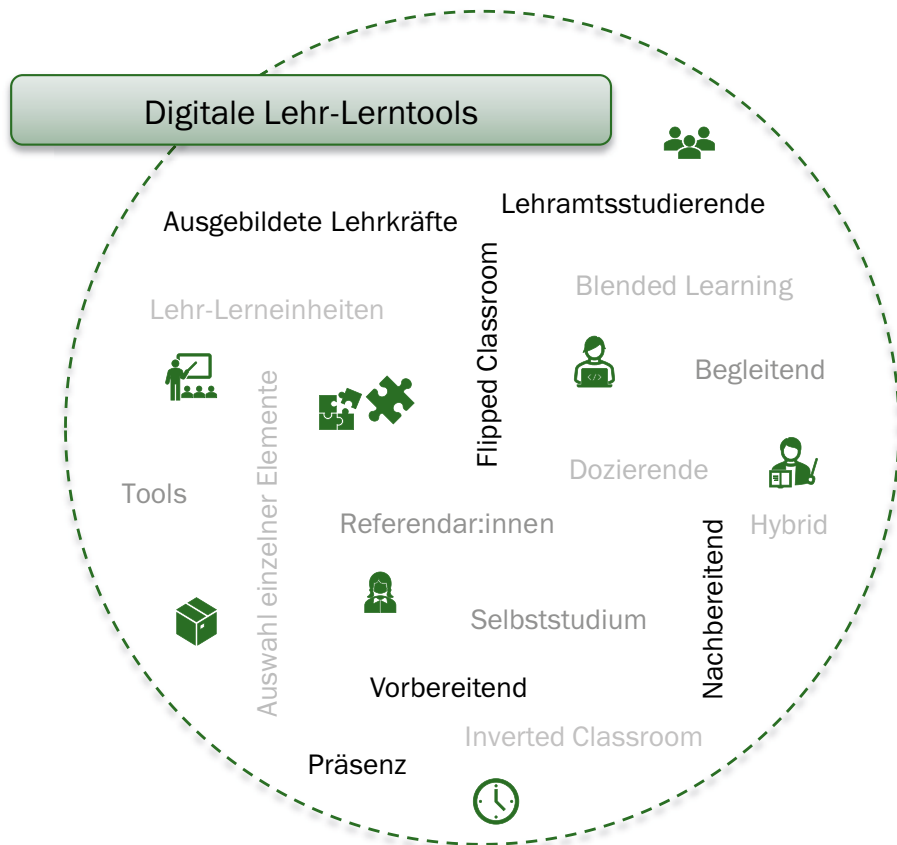 Digitale Lehr-Lerntools
Lehramtsstudierende
Ausgebildete Lehrkräfte
Flipped Classroom
Blended Learning
Lehr-Lerneinheiten
Begleitend
Auswahl einzelner Elemente
Dozierende
Tools
Referendar:innen
Hybrid
Nachbereitend
Selbststudium
Vorbereitend
Inverted Classroom
Präsenz